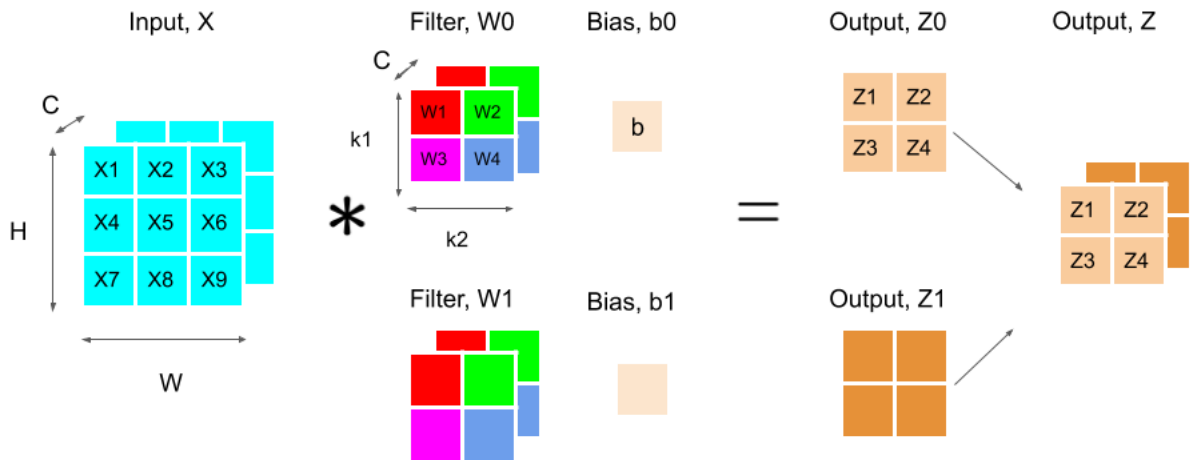 Input, X
Filter, W0
Bias, b0
Output, Z0
Output, Z
C
H
W
X1 X2 X3
X4 X5 X6
X7 X8 X9
*
C
k1
k2
W1 W2
W3 W4
b
=
Z1 Z2
Z3 Z4
Z1 Z2
Z3 Z4
Filter, W1
Bias, b1
Output, Z1